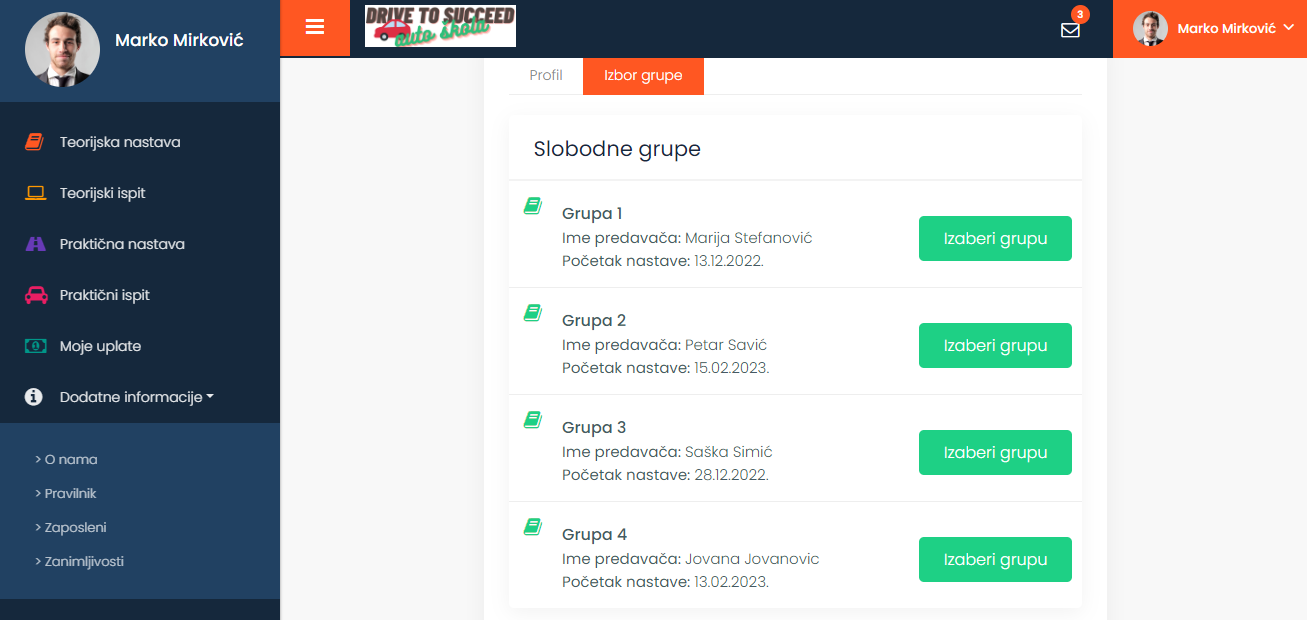 Marko Mirković
DRIVE TO SUCCEED
auto škola
3
Marko Mirković
Teorijska nastava
Teorijski ispit
Praktična nastava
Praktični ispit
Moje uplate
Dodatne informacije
> O nama
> Pravilnik
> Zaposleni
> Zanimljivosti
Profil
Izbor grupe
Slobodne grupe
Grupa 1
Ime predavača: Marija Stefanović
Početak nastave: 13.12.2022.
Izaberi grupu
Grupa 2
Ime predavača: Petar Savić
Početak nastave: 15.02.2023.
Izaberi grupu
Grupa 3
Ime predavača: Saška Simić
Početak nastave: 28.12.2022.
Izaberi grupu
Grupa 4
Ime predavača: Jovana Jovanovic
Početak nastave: 13.02.2023.
Izaberi grupu